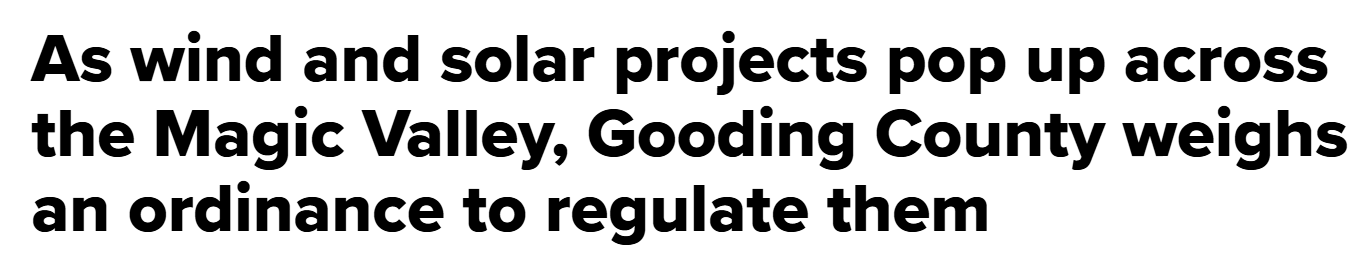 As wind and solar projects pop up across
the Magic Valley, Gooding County weighs
an ordinance to regulate them